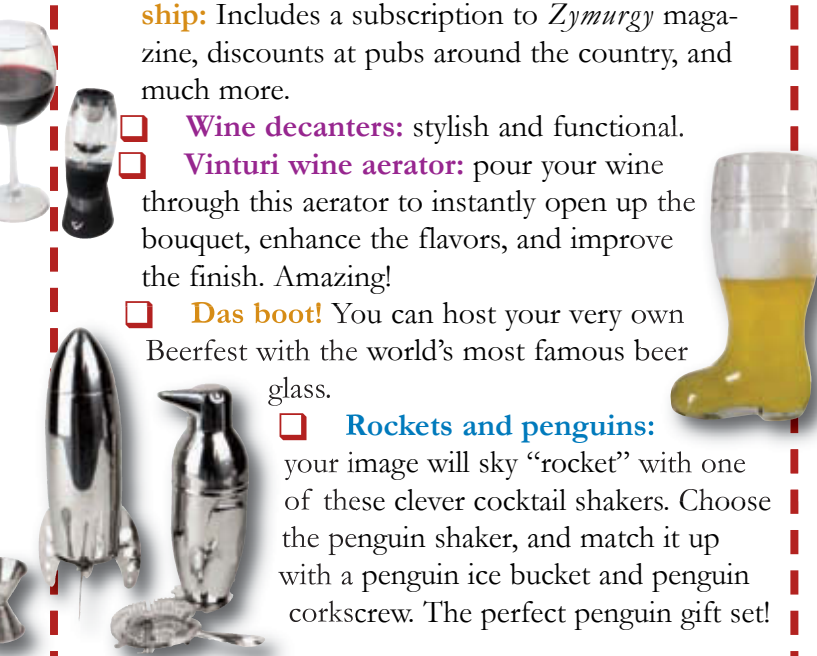 ship: Includes a subscription to Zymurgy maga-
zine, discounts at pubs around the country, and
much more.
❑ Wine decanters: stylish and functional.
❑ Vinturi wine aerator: pour your wine
through this aerator to instantly open up the
bouquet, enhance the flavors, and improve
the finish. Amazing!
❑ Das boot! You can host your very own
Beerfest with the world’s most famous beer
glass.
❑ Rockets and penguins:
your image will sky “rocket” with one
of these clever cocktail shakers. Choose
the penguin shaker, and match it up
with a penguin ice bucket and penguin
corkscrew. The perfect penguin gift set!